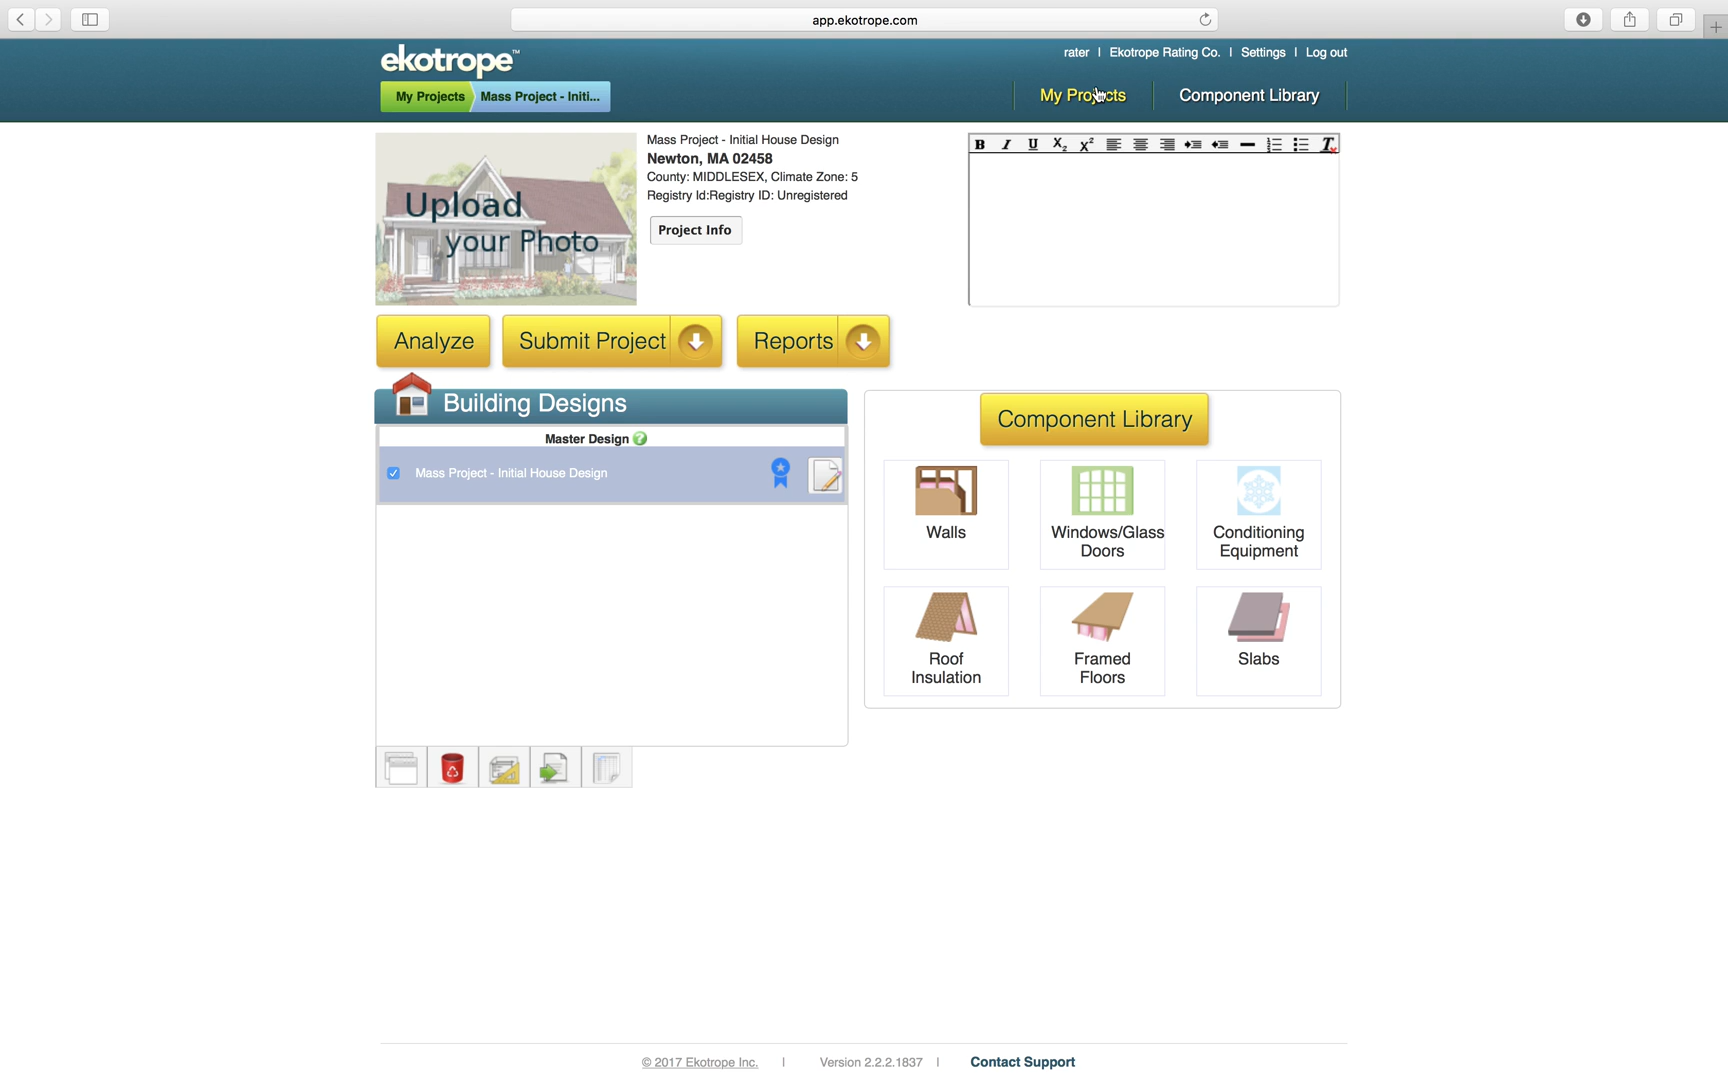 app.ekotrope.com
ekotrope™
rater | Ekotrope Rating Co. | Settings | Log out
My Projects Mass Project - Initi...
My Projects Component Library
Upload
your Photo
Mass Project - Initial House Design
Newton, MA 02458
County: MIDDLESEX, Climate Zone: 5
Registry Id:Registry ID: Unregistered
Project Info
B I U X₂ X² T
Analyze Submit Project Reports
Building Designs
Master Design ?
Mass Project - Initial House Design
Component Library
Walls
Windows/Glass
Doors
Conditioning
Equipment
Roof
Insulation
Framed
Floors
Slabs
© 2017 Ekotrope Inc. | Version 2.2.2.1837 | Contact Support